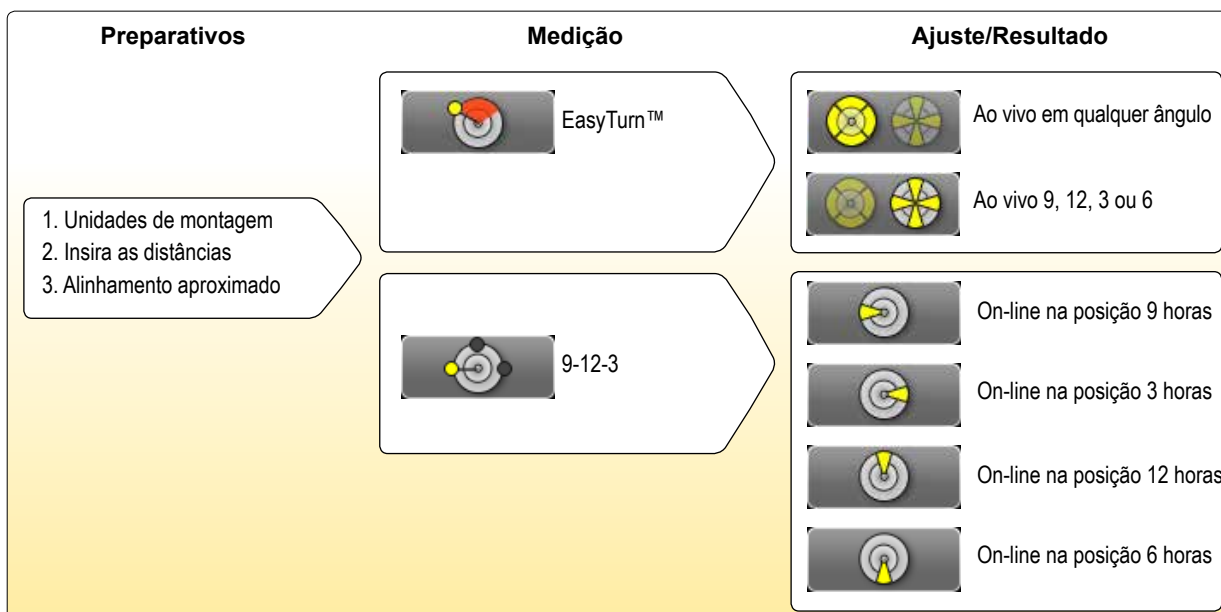 Preparativos
Medição
Ajuste/Resultado
1. Unidades de montagem
2. Insira as distâncias
3. Alinhamento aproximado
EasyTurn™
9-12-3
Ao vivo em qualquer ângulo
Ao vivo 9, 12, 3 ou 6
On-line na posição 9 horas
On-line na posição 3 horas
On-line na posição 12 horas
On-line na posição 6 horas